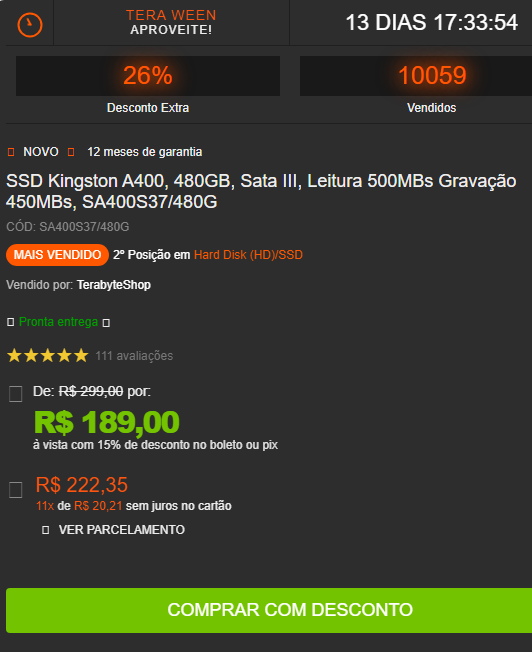 TERA WEEN
APROVEITE!
13 DIAS 17:33:54
26%
Desconto Extra
10059
Vendidos
NOVO 12 meses de garantia
SSD Kingston A400, 480GB, Sata III, Leitura 500MBs Gravação
450MBs, SA400S37/480G
CÓD: SA400S37/480G
MAIS VENDIDO 2º Posição em Hard Disk (HD)/SSD
Vendido por: TerabyteShop
Pronta entrega
111 avaliações
De: R$ 299,00 por:
R$ 189,00
à vista com 15% de desconto no boleto ou pix
R$ 222,35
11x de R$ 20,21 sem juros no cartão
VER PARCELAMENTO
COMPRAR COM DESCONTO